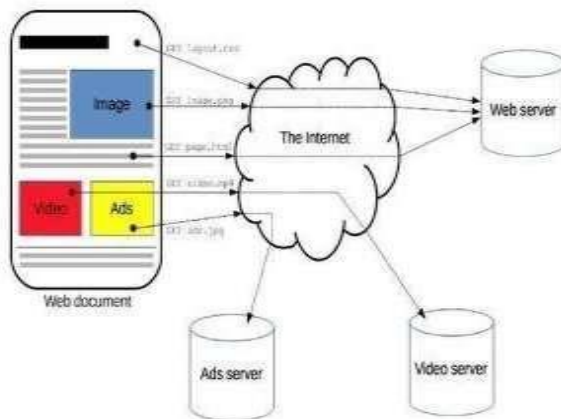 GET layout.css
GET image.png
Image
The Internet
Web server
GET page.html
GET video.mp4
Video
Ads
GET ads.jpg
Web document
Ads server
Video server